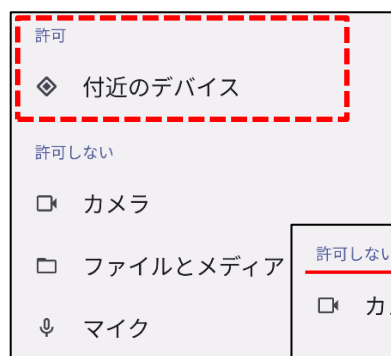 許可
付近のデバイス
許可しない
カメラ
ファイルとメディア
マイク
許可しない
カ